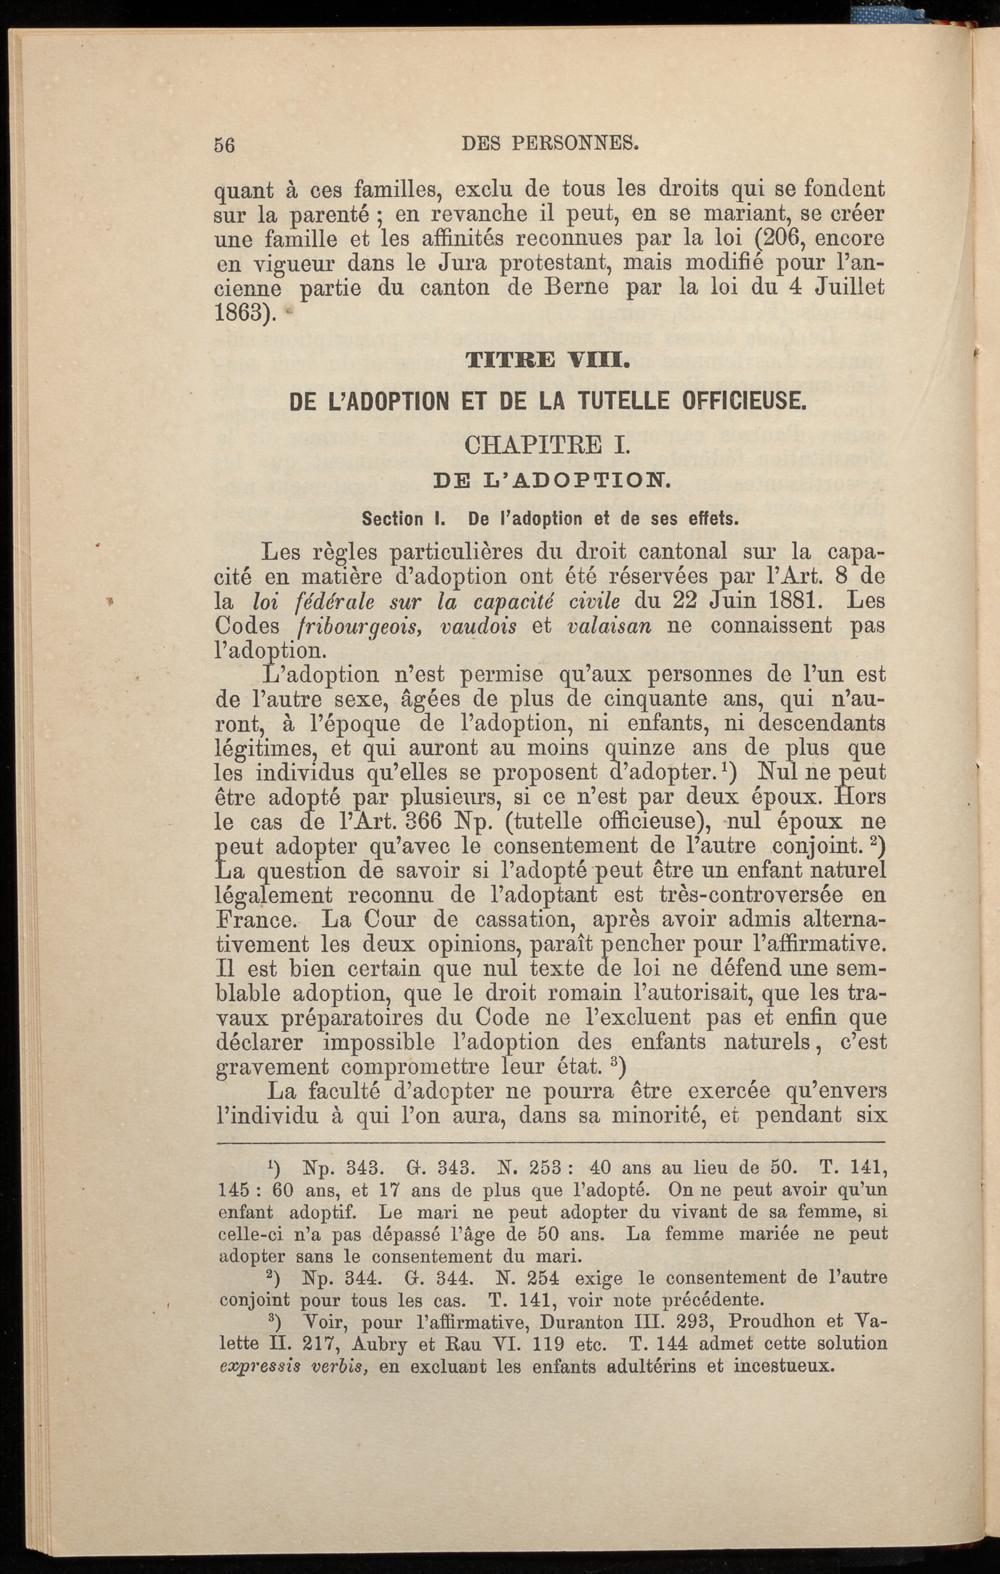 56 DES PERSONNES.
quant à ces familles, exclu de tous les droits qui se fondent
sur la parenté ; en revanche il peut, en se mariant, se créer
une famille et les affinités reconnues par la loi (206, encore
en vigueur dans le Jura protestant, mais modifié pour l’an-
cienne partie du canton de Berne par la loi du 4 Juillet
1863).
TITRE VIII.
DE L’ADOPTION ET DE LA TUTELLE OFFICIEUSE.
CHAPITRE I.
DE L’ADOPTION.
Section I. De l’adoption et de ses effets.
Les règles particulières du droit cantonal sur la capa-
cité en matière d’adoption ont été réservées par l’Art. 8 de
la loi fédérale sur la capacité civile du 22 Juin 1881. Les
Codes fribourgeois, vaudois et valaisan ne connaissent pas
l’adoption.
L’adoption n’est permise qu’aux personnes de l’un est
de l’autre sexe, âgées de plus de cinquante ans, qui n’au-
ront, à l’époque de l’adoption, ni enfants, ni descendants
légitimes, et qui auront au moins quinze ans de plus que
les individus qu’elles se proposent d’adopter.¹) Nul ne peut
être adopté par plusieurs, si ce n’est par deux époux. Hors
le cas de l’Art. 366 Np. (tutelle officieuse), nul époux ne
peut adopter qu’avec le consentement de l’autre conjoint. ²)
La question de savoir si l’adopté peut être un enfant naturel
légalement reconnu de l’adoptant est très-controversée en
France. La Cour de cassation, après avoir admis alterna-
tivement les deux opinions, paraît pencher pour l’affirmative.
Il est bien certain que nul texte de loi ne défend une sem-
blable adoption, que le droit romain l’autorisait, que les tra-
vaux préparatoires du Code ne l’excluent pas et enfin que
déclarer impossible l’adoption des enfants naturels, c’est
gravement compromettre leur état. ³)
La faculté d’adopter ne pourra être exercée qu’envers
l’individu à qui l’on aura, dans sa minorité, et pendant six
¹) Np. 343. G. 343. N. 253 : 40 ans au lieu de 50. T. 141,
145 : 60 ans, et 17 ans de plus que l’adopté. On ne peut avoir qu’un
enfant adoptif. Le mari ne peut adopter du vivant de sa femme, si
celle-ci n’a pas dépassé l’âge de 50 ans. La femme mariée ne peut
adopter sans le consentement du mari.
²) Np. 344. G. 344. N. 254 exige le consentement de l’autre
conjoint pour tous les cas. T. 141, voir note précédente.
³) Voir, pour l’affirmative, Duranton III. 293, Proudhon et Va-
lette II. 217, Aubry et Rau VI. 119 etc. T. 144 admet cette solution
expressis verbis, en excluant les enfants adultérins et incestueux.